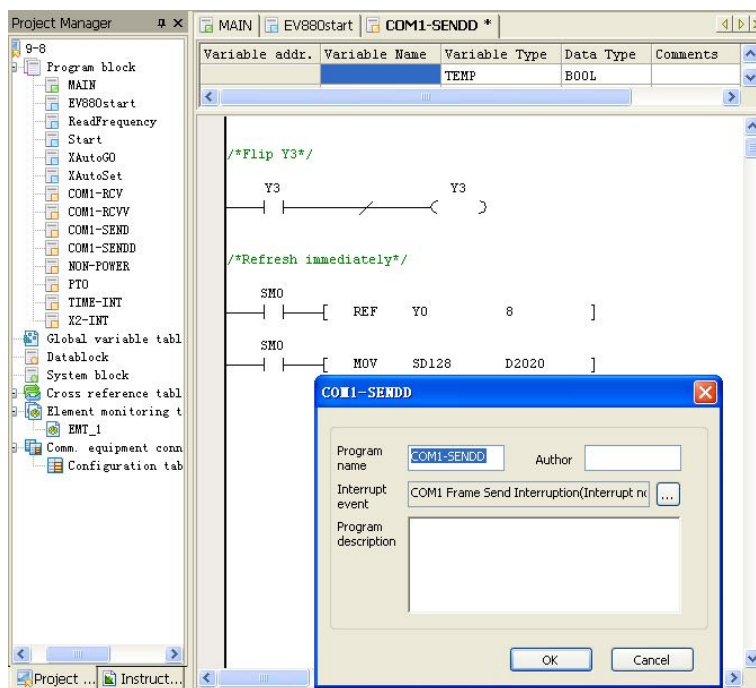 Project Manager
MAIN
EV880start
COM1-SENDD *
9-8
Program block
MAIN
EV880start
ReadFrequency
Start
XAutoGO
XAutoSet
COM1-RCV
COM1-RCVV
COM1-SEND
COM1-SENDD
NON-POWER
PTO
TIME-INT
X2-INT
Global variable tabl
Datablock
System block
Cross reference tabl
Element monitoring t
EMT_1
Comm. equipment conn
Configuration tab
Project ...
Instruct...
Variable addr. Variable Name Variable Type Data Type Comments
TEMP BOOL
/*Flip Y3*/
Y3 Y3
/*Refresh immediately*/
SM0
[ REF Y0 8 ]
SM0
[ MOV SD128 D2020 ]
COM1-SENDD
Program name COM1-SENDD Author
Interrupt event COM1 Frame Send Interruption(Interrupt no ...
Program description
OK Cancel